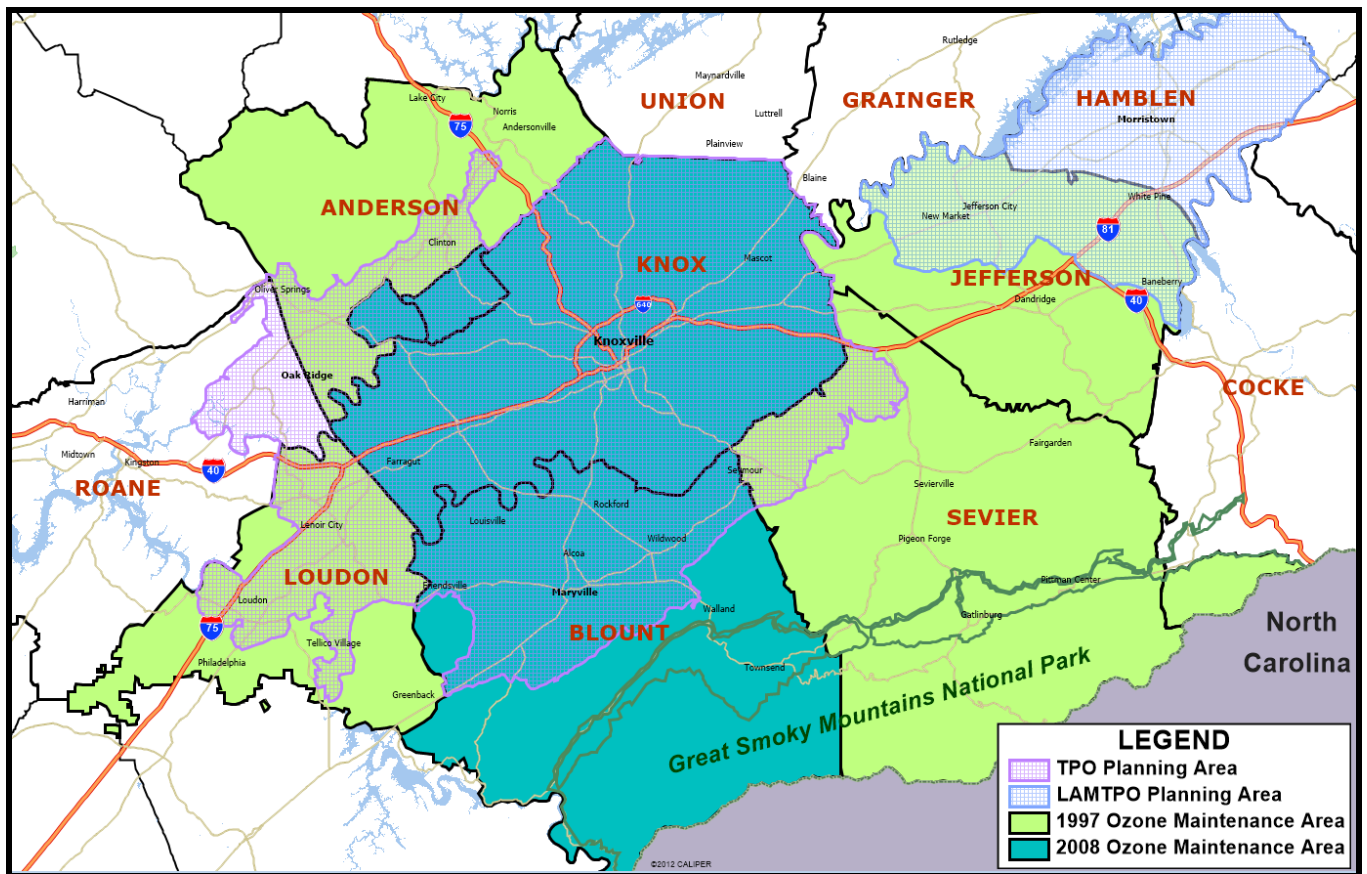 Rutledge
Maynardville
UNION
GRAINGER
HAMBLEN
Lake City
Norris
Luttrell
Morristown
75
Andersonville
Plainview
Blaine
White Pine
ANDERSON
Jefferson City
New Market
81
Clinton
KNOX
Mascot
JEFFERSON
Baneberry
Oliver Springs
Dandridge
40
640
Knoxville
Oak Ridge
COCKE
Harriman
Fairgarden
Midtown
Kingston
40
Farragut
Seymour
Sevierville
ROANE
Rockford
Lenoir City
Louisville
SEVIER
Wildwood
Pigeon Forge
Alcoa
LOUDON
Friendsville
Maryville
Pittman Center
Loudon
Walland
Gatlinburg
75
BLOUNT
North
Carolina
Tellico Village
Philadelphia
Townsend
Greenback
Great Smoky Mountains National Park
LEGEND
TPO Planning Area
LAMTPO Planning Area
1997 Ozone Maintenance Area
2008 Ozone Maintenance Area
©2012 CALIPER